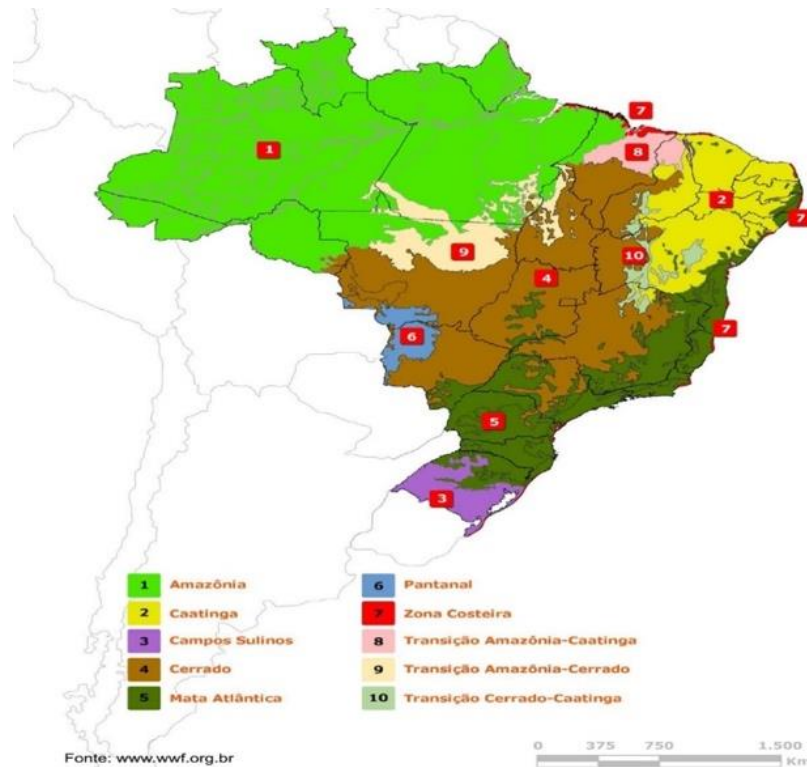 7
1
8
2
7
9
10
4
7
6
5
3
1 Amazônia
2 Caatinga
3 Campos Sulinos
4 Cerrado
5 Mata Atlântica
6 Pantanal
7 Zona Costeira
8 Transição Amazônia-Caatinga
9 Transição Amazônia-Cerrado
10 Transição Cerrado-Caatinga
Fonte: www.wwf.org.br
0 375 750 1.500
Km